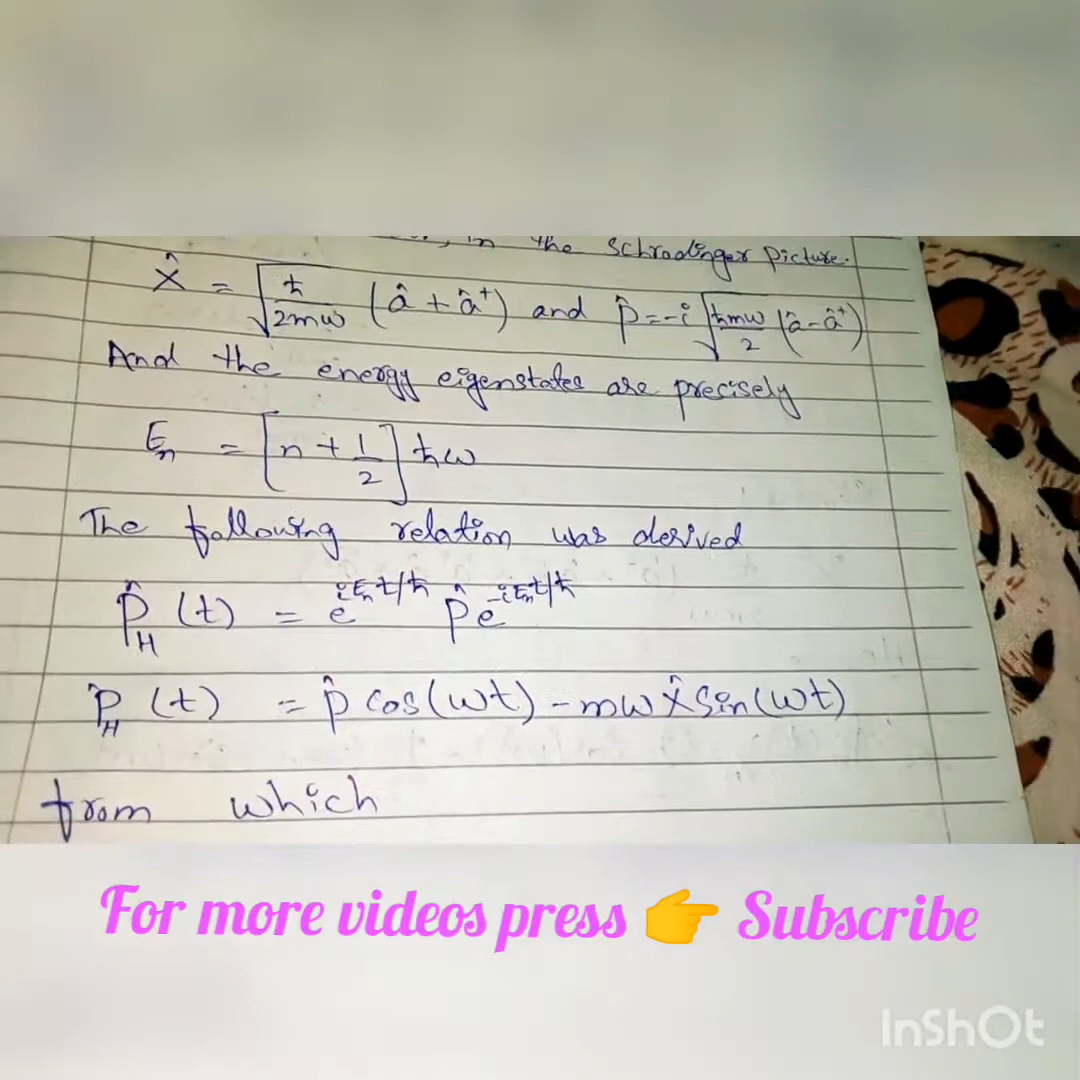 in the Schrodinger Picture.
X̂ = √(ħ/2mω) (â + â⁺) and p̂ = -i √(ħmω/2) (â - â⁺)
And the energy eigenstates are precisely
Eₙ = [n + 1/2] ħω
The following relation was derived
P̂_H (t) = e^{iEₙt/ħ} p̂ e^{-iEₙt/ħ}
P̂_H (t) = p̂ cos(ωt) - mω X̂ sin(ωt)
from which
For more videos press 👉 Subscribe
InShOt